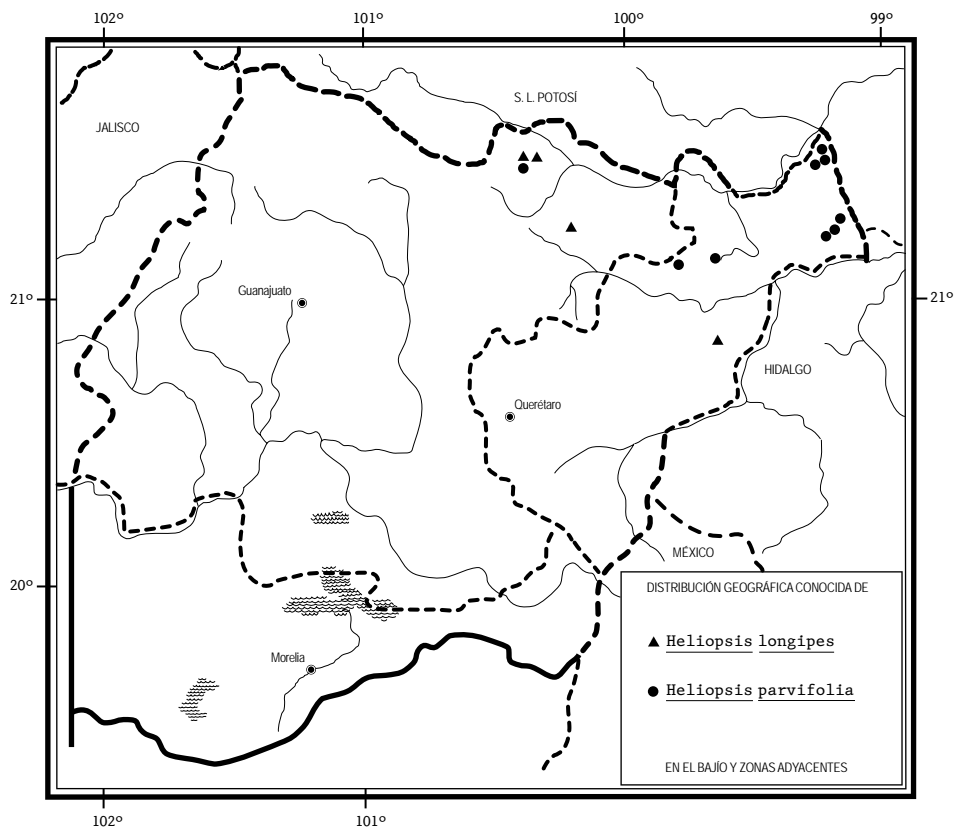 102º 101º 100º 99º
S. L. POTOSÍ
JALISCO
Guanajuato
21º 21º
HIDALGO
Querétaro
MÉXICO
20º
DISTRIBUCIÓN GEOGRÁFICA CONOCIDA DE
Heliopsis longipes
Morelia
Heliopsis parvifolia
EN EL BAJÍO Y ZONAS ADYACENTES
102º 101º